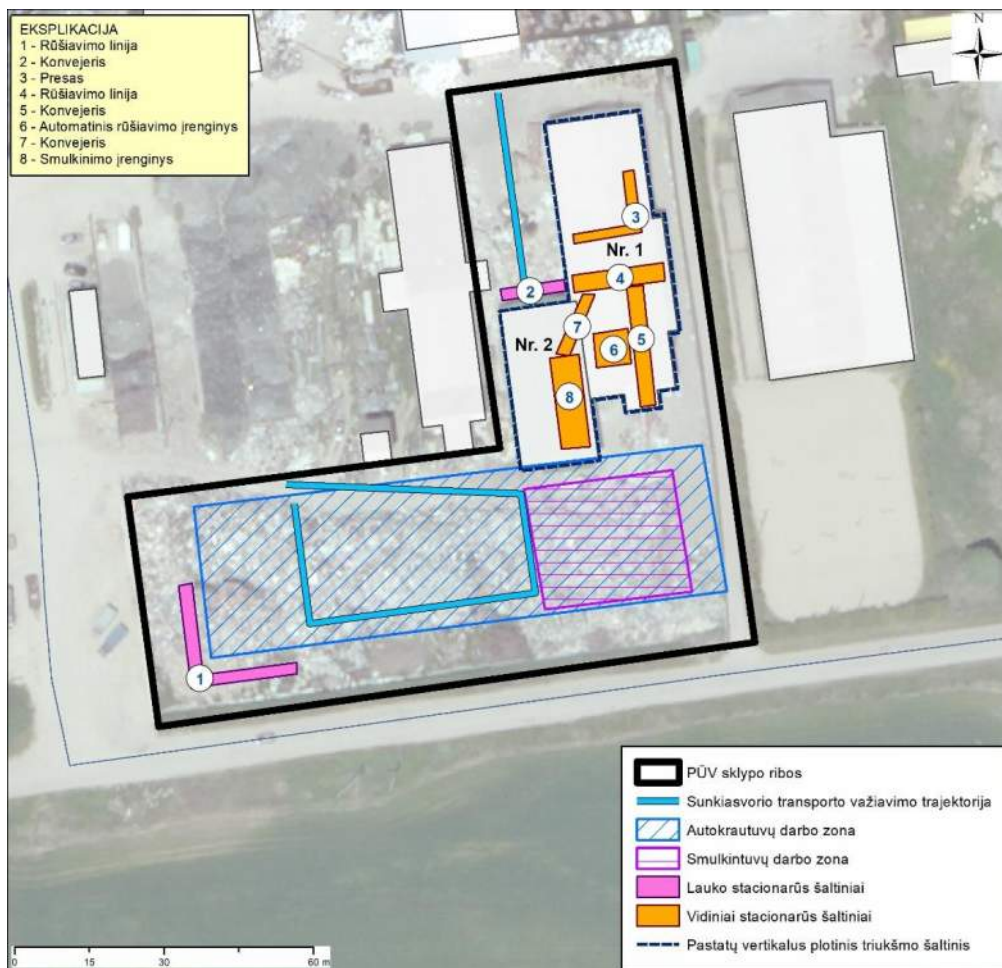 EKSPLIKACIJA
1 - Rūšiavimo linija
2 - Konvejeris
3 - Presas
4 - Rūšiavimo linija
5 - Konvejeris
6 - Automatinis rūšiavimo įrenginys
7 - Konvejeris
8 - Smulkinimo įrenginys
N
3
Nr. 1
4
2
7
Nr. 2
6
5
8
1
PŪV sklypo ribos
Sunkiasvorio transporto važiavimo trajektorija
Autokrautuvų darbo zona
Smulkintuvų darbo zona
Lauko stacionarūs šaltiniai
Vidiniai stacionarūs šaltiniai
Pastatų vertikalus plotinis triukšmo šaltinis
0 15 30 60 m